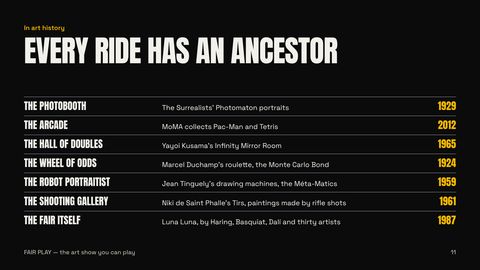 In art history
EVERY RIDE HAS AN ANCESTOR
THE PHOTOBOOTH The Surrealists' Photomaton portraits 1929
THE ARCADE MoMA collects Pac-Man and Tetris 2012
THE HALL OF DOUBLES Yayoi Kusama's Infinity Mirror Room 1965
THE WHEEL OF ODDS Marcel Duchamp's roulette, the Monte Carlo Bond 1924
THE ROBOT PORTRAITIST Jean Tinguely's drawing machines, the Méta-Matics 1959
THE SHOOTING GALLERY Niki de Saint Phalle's Tirs, paintings made by rifle shots 1961
THE FAIR ITSELF Luna Luna, by Haring, Basquiat, Dalí and thirty artists 1987
FAIR PLAY — the art show you can play 11